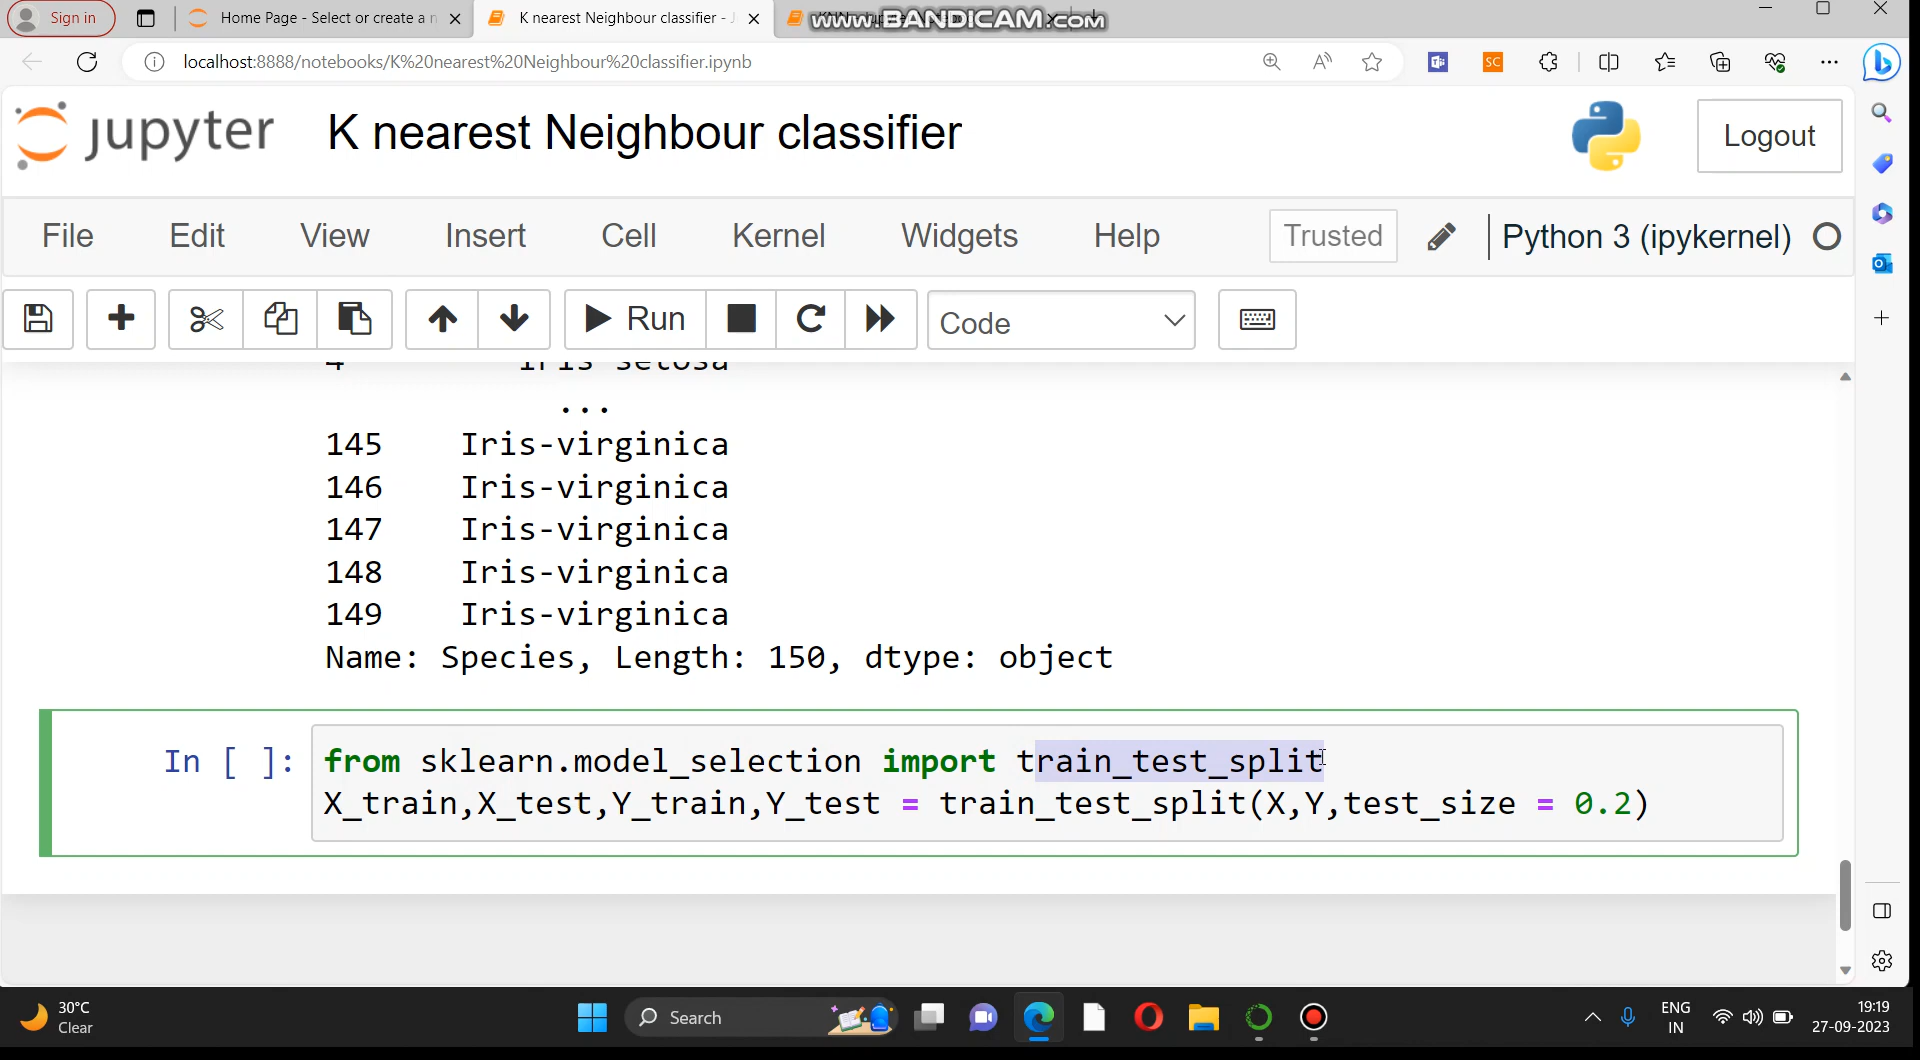 Sign in
Home Page - Select or create a n
K nearest Neighbour classifier - J
www.BANDICAM.com
localhost:8888/notebooks/K%20nearest%20Neighbour%20classifier.ipynb
jupyter
K nearest Neighbour classifier
Logout
File
Edit
View
Insert
Cell
Kernel
Widgets
Help
Trusted
Python 3 (ipykernel)
Run
Code
4 Iris-setosa
...
145 Iris-virginica
146 Iris-virginica
147 Iris-virginica
148 Iris-virginica
149 Iris-virginica
Name: Species, Length: 150, dtype: object
In [ ]:
from sklearn.model_selection import train_test_split
X_train,X_test,Y_train,Y_test = train_test_split(X,Y,test_size = 0.2)
30°C
Clear
Search
ENG
IN
19:19
27-09-2023